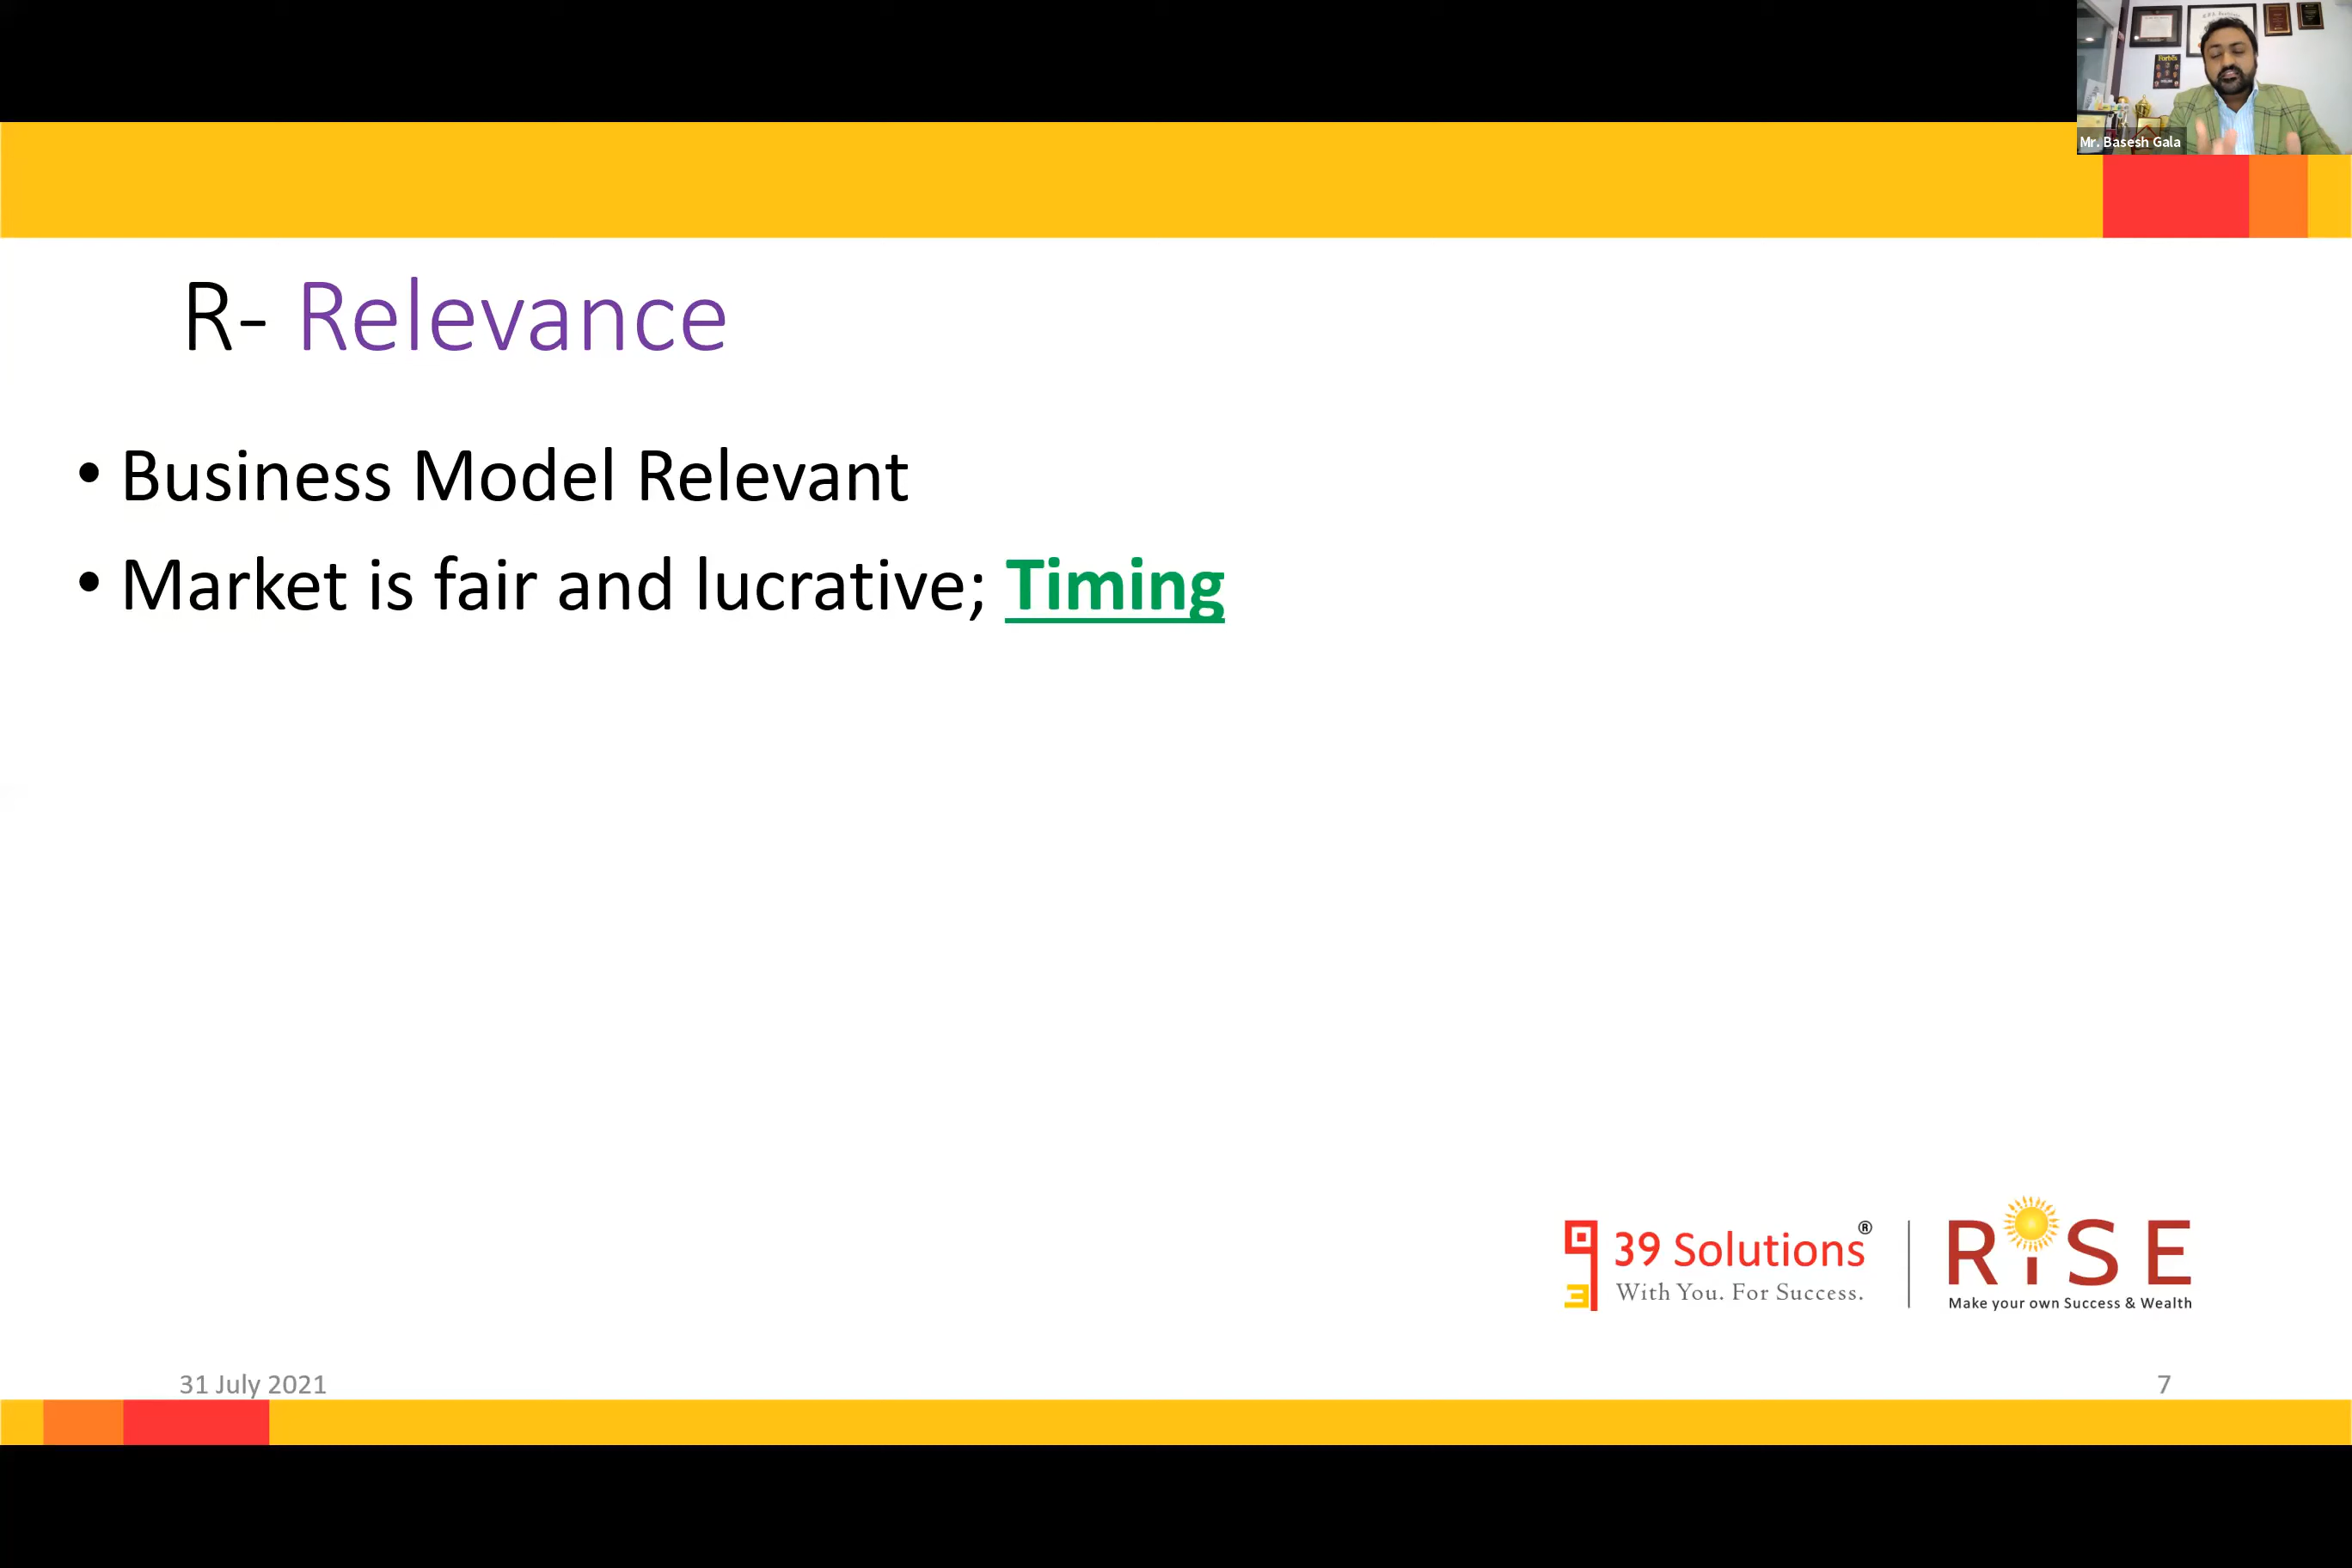 Forbes
Mr. Basesh Gala
R- Relevance
• Business Model Relevant
• Market is fair and lucrative; Timing
39 Solutions®
With You. For Success.
RiSE
Make your own Success & Wealth
31 July 2021
7